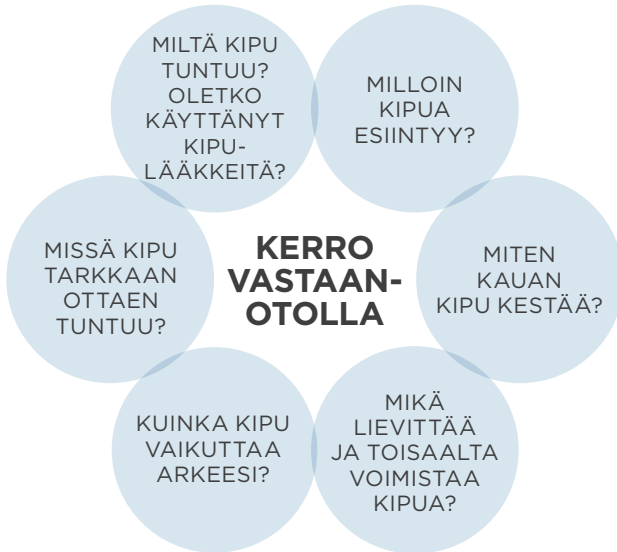 MILTÄ KIPU
TUNTUU?
OLETKO
KÄYTTÄNYT
KIPU-
LÄÄKKEITÄ?
MILLOIN
KIPUA
ESIINTYY?
MISSÄ KIPU
TARKKAAN
OTTAEN
TUNTUU?
KERRO
VASTAAN-
OTOLLA
MITEN
KAUAN
KIPU KESTÄÄ?
KUINKA KIPU
VAIKUTTAA
ARKEESI?
MIKÄ
LIEVITTÄÄ
JA TOISAALTA
VOIMISTAA
KIPUA?